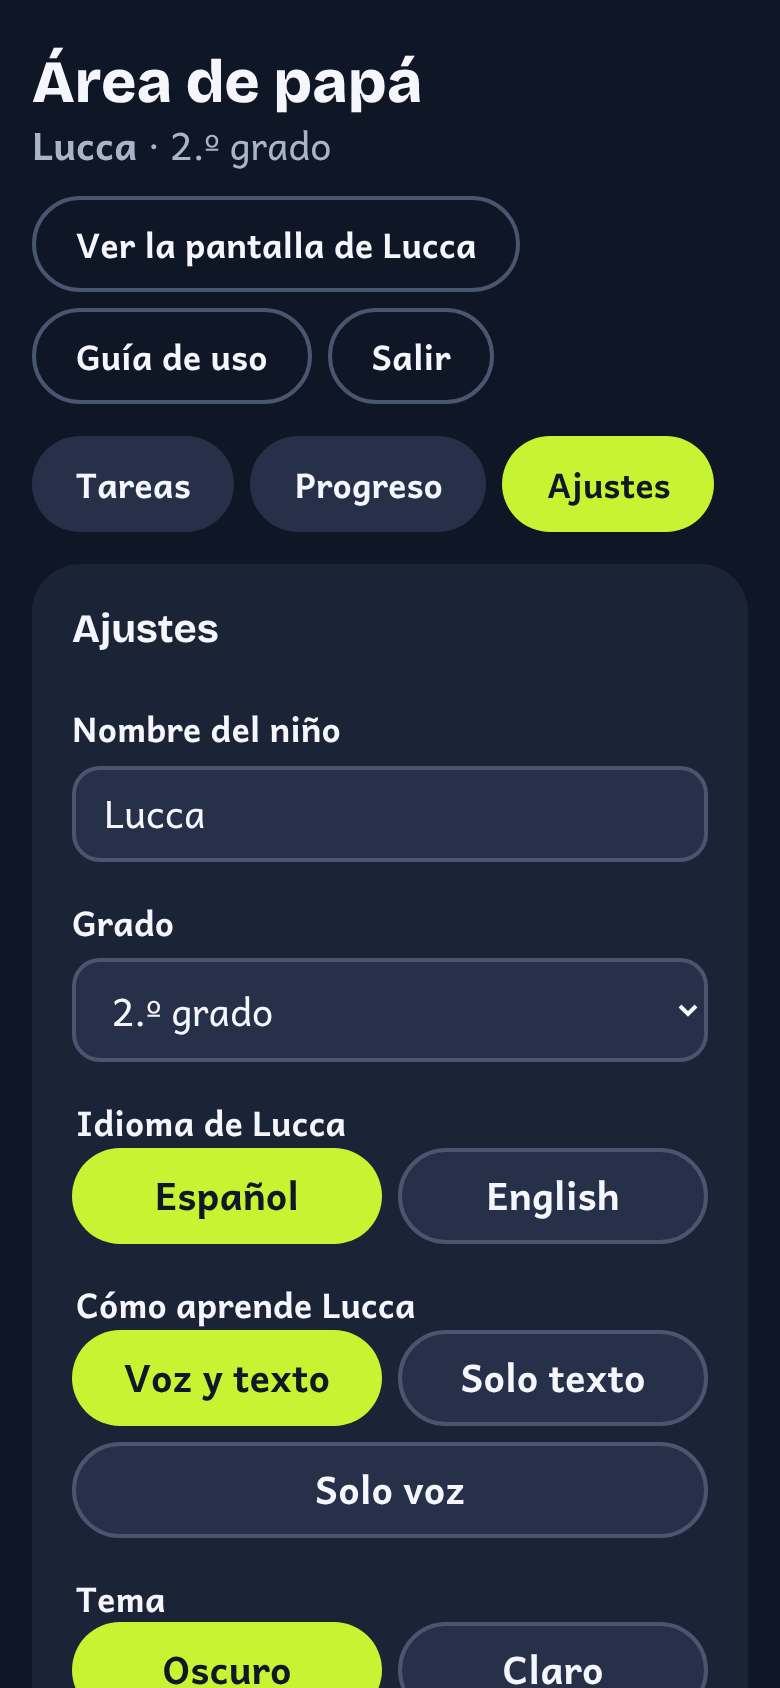 Área de papá
Lucca · 2.º grado
Ver la pantalla de Lucca
Guía de uso
Salir
Tareas
Progreso
Ajustes
Ajustes
Nombre del niño
Lucca
Grado
2.º grado
Idioma de Lucca
Español
English
Cómo aprende Lucca
Voz y texto
Solo texto
Solo voz
Tema
Oscuro
Claro